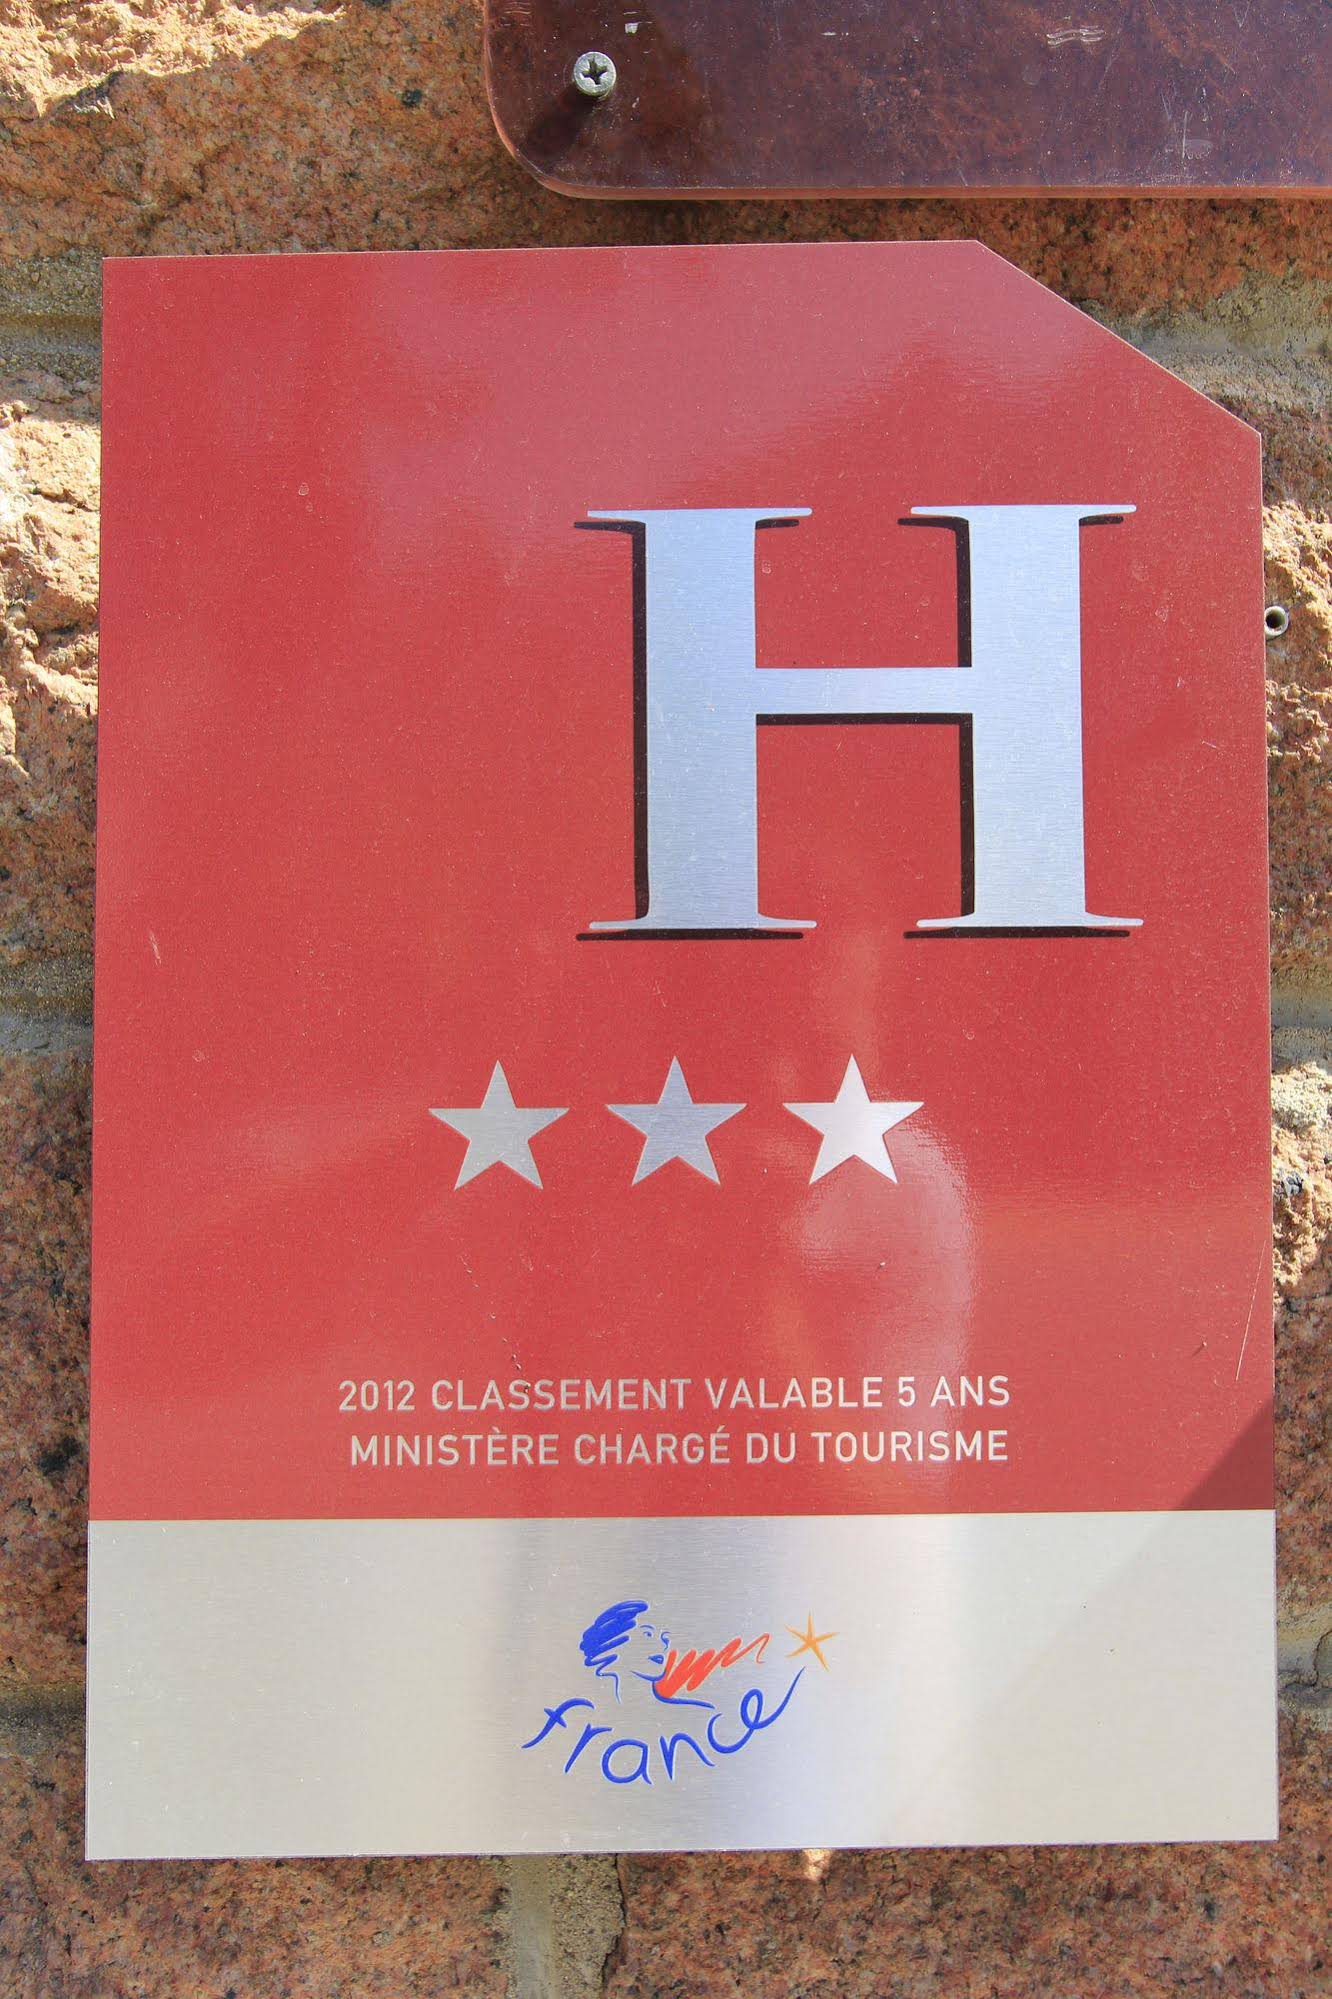 H
2012 CLASSEMENT VALABLE 5 ANS
MINISTÈRE CHARGÉ DU TOURISME
france